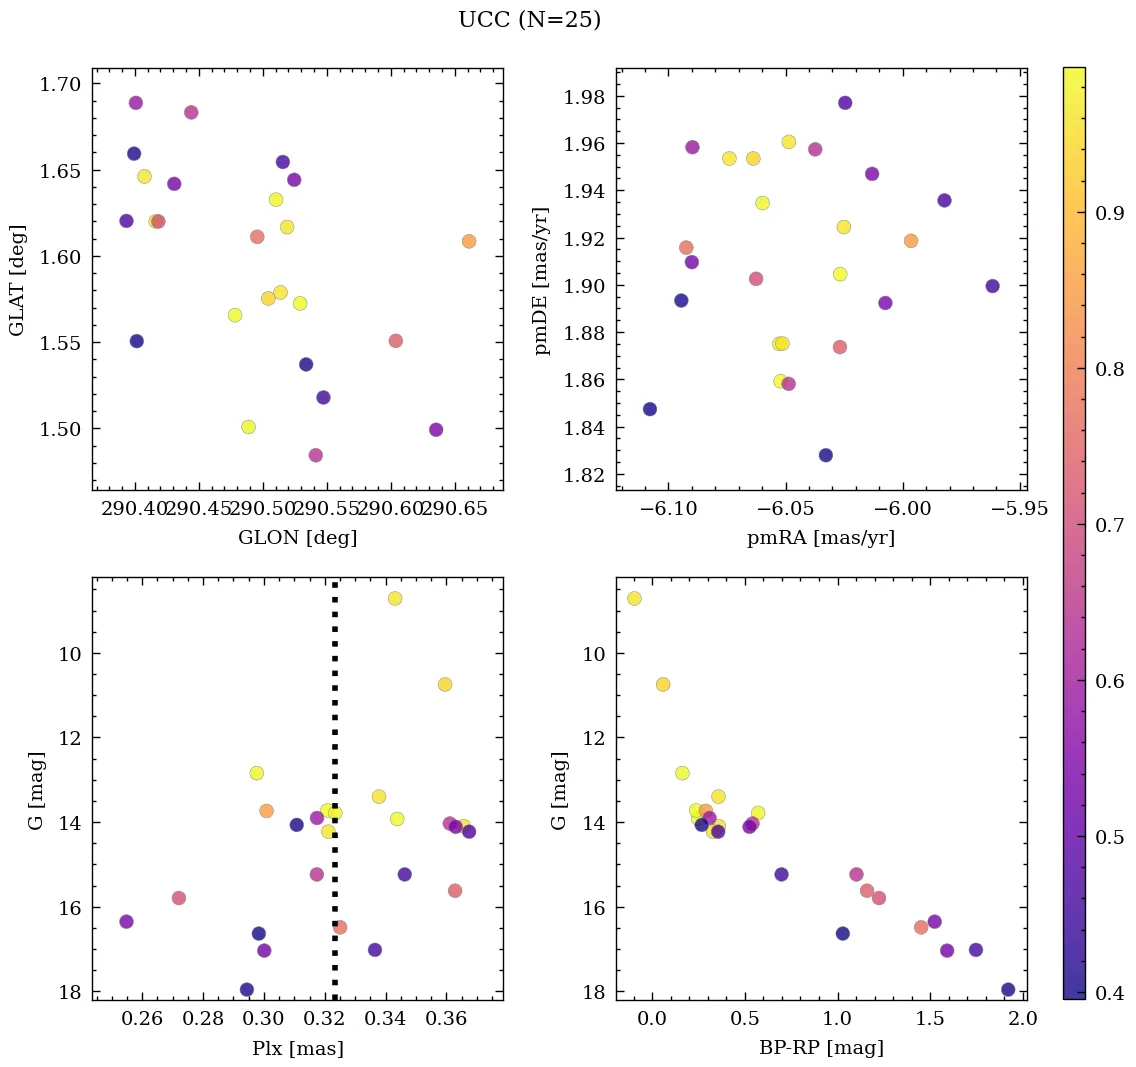 UCC (N=25)
1.70
1.65
1.60
1.55
1.50
GLAT [deg]
290.40 290.45 290.50 290.55 290.60 290.65
GLON [deg]
1.98
1.96
1.94
1.92
1.90
1.88
1.86
1.84
1.82
pmDE [mas/yr]
−6.10 −6.05 −6.00 −5.95
pmRA [mas/yr]
0.9
0.8
0.7
0.6
0.5
0.4
10
12
14
16
18
G [mag]
0.26 0.28 0.30 0.32 0.34 0.36
Plx [mas]
10
12
14
16
18
G [mag]
0.0 0.5 1.0 1.5 2.0
BP-RP [mag]